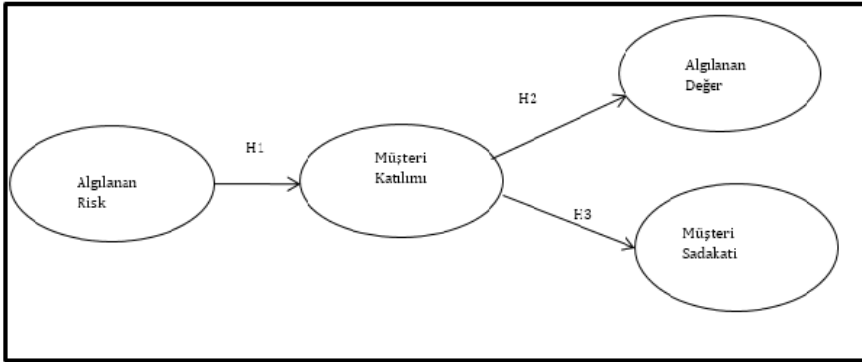 Algılanan
Risk
H1
Müşteri
Katılımı
H2
Algılanan
Değer
H3
Müşteri
Sadakati